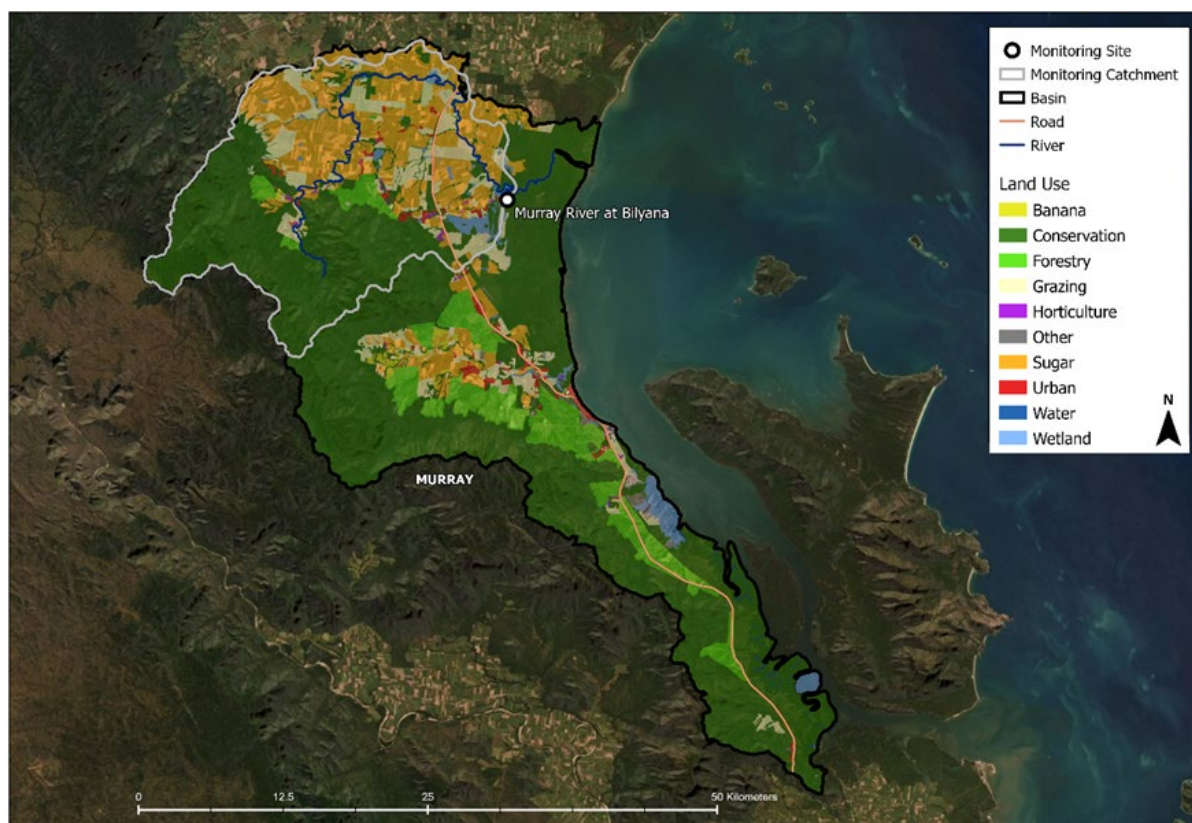 Monitoring Site
Monitoring Catchment
Basin
Road
River
Land Use
Banana
Conservation
Forestry
Grazing
Horticulture
Other
Sugar
Urban
Water
Wetland
N
Murray River at Bilyana
MURRAY
0 12.5 25 50 Kilometers